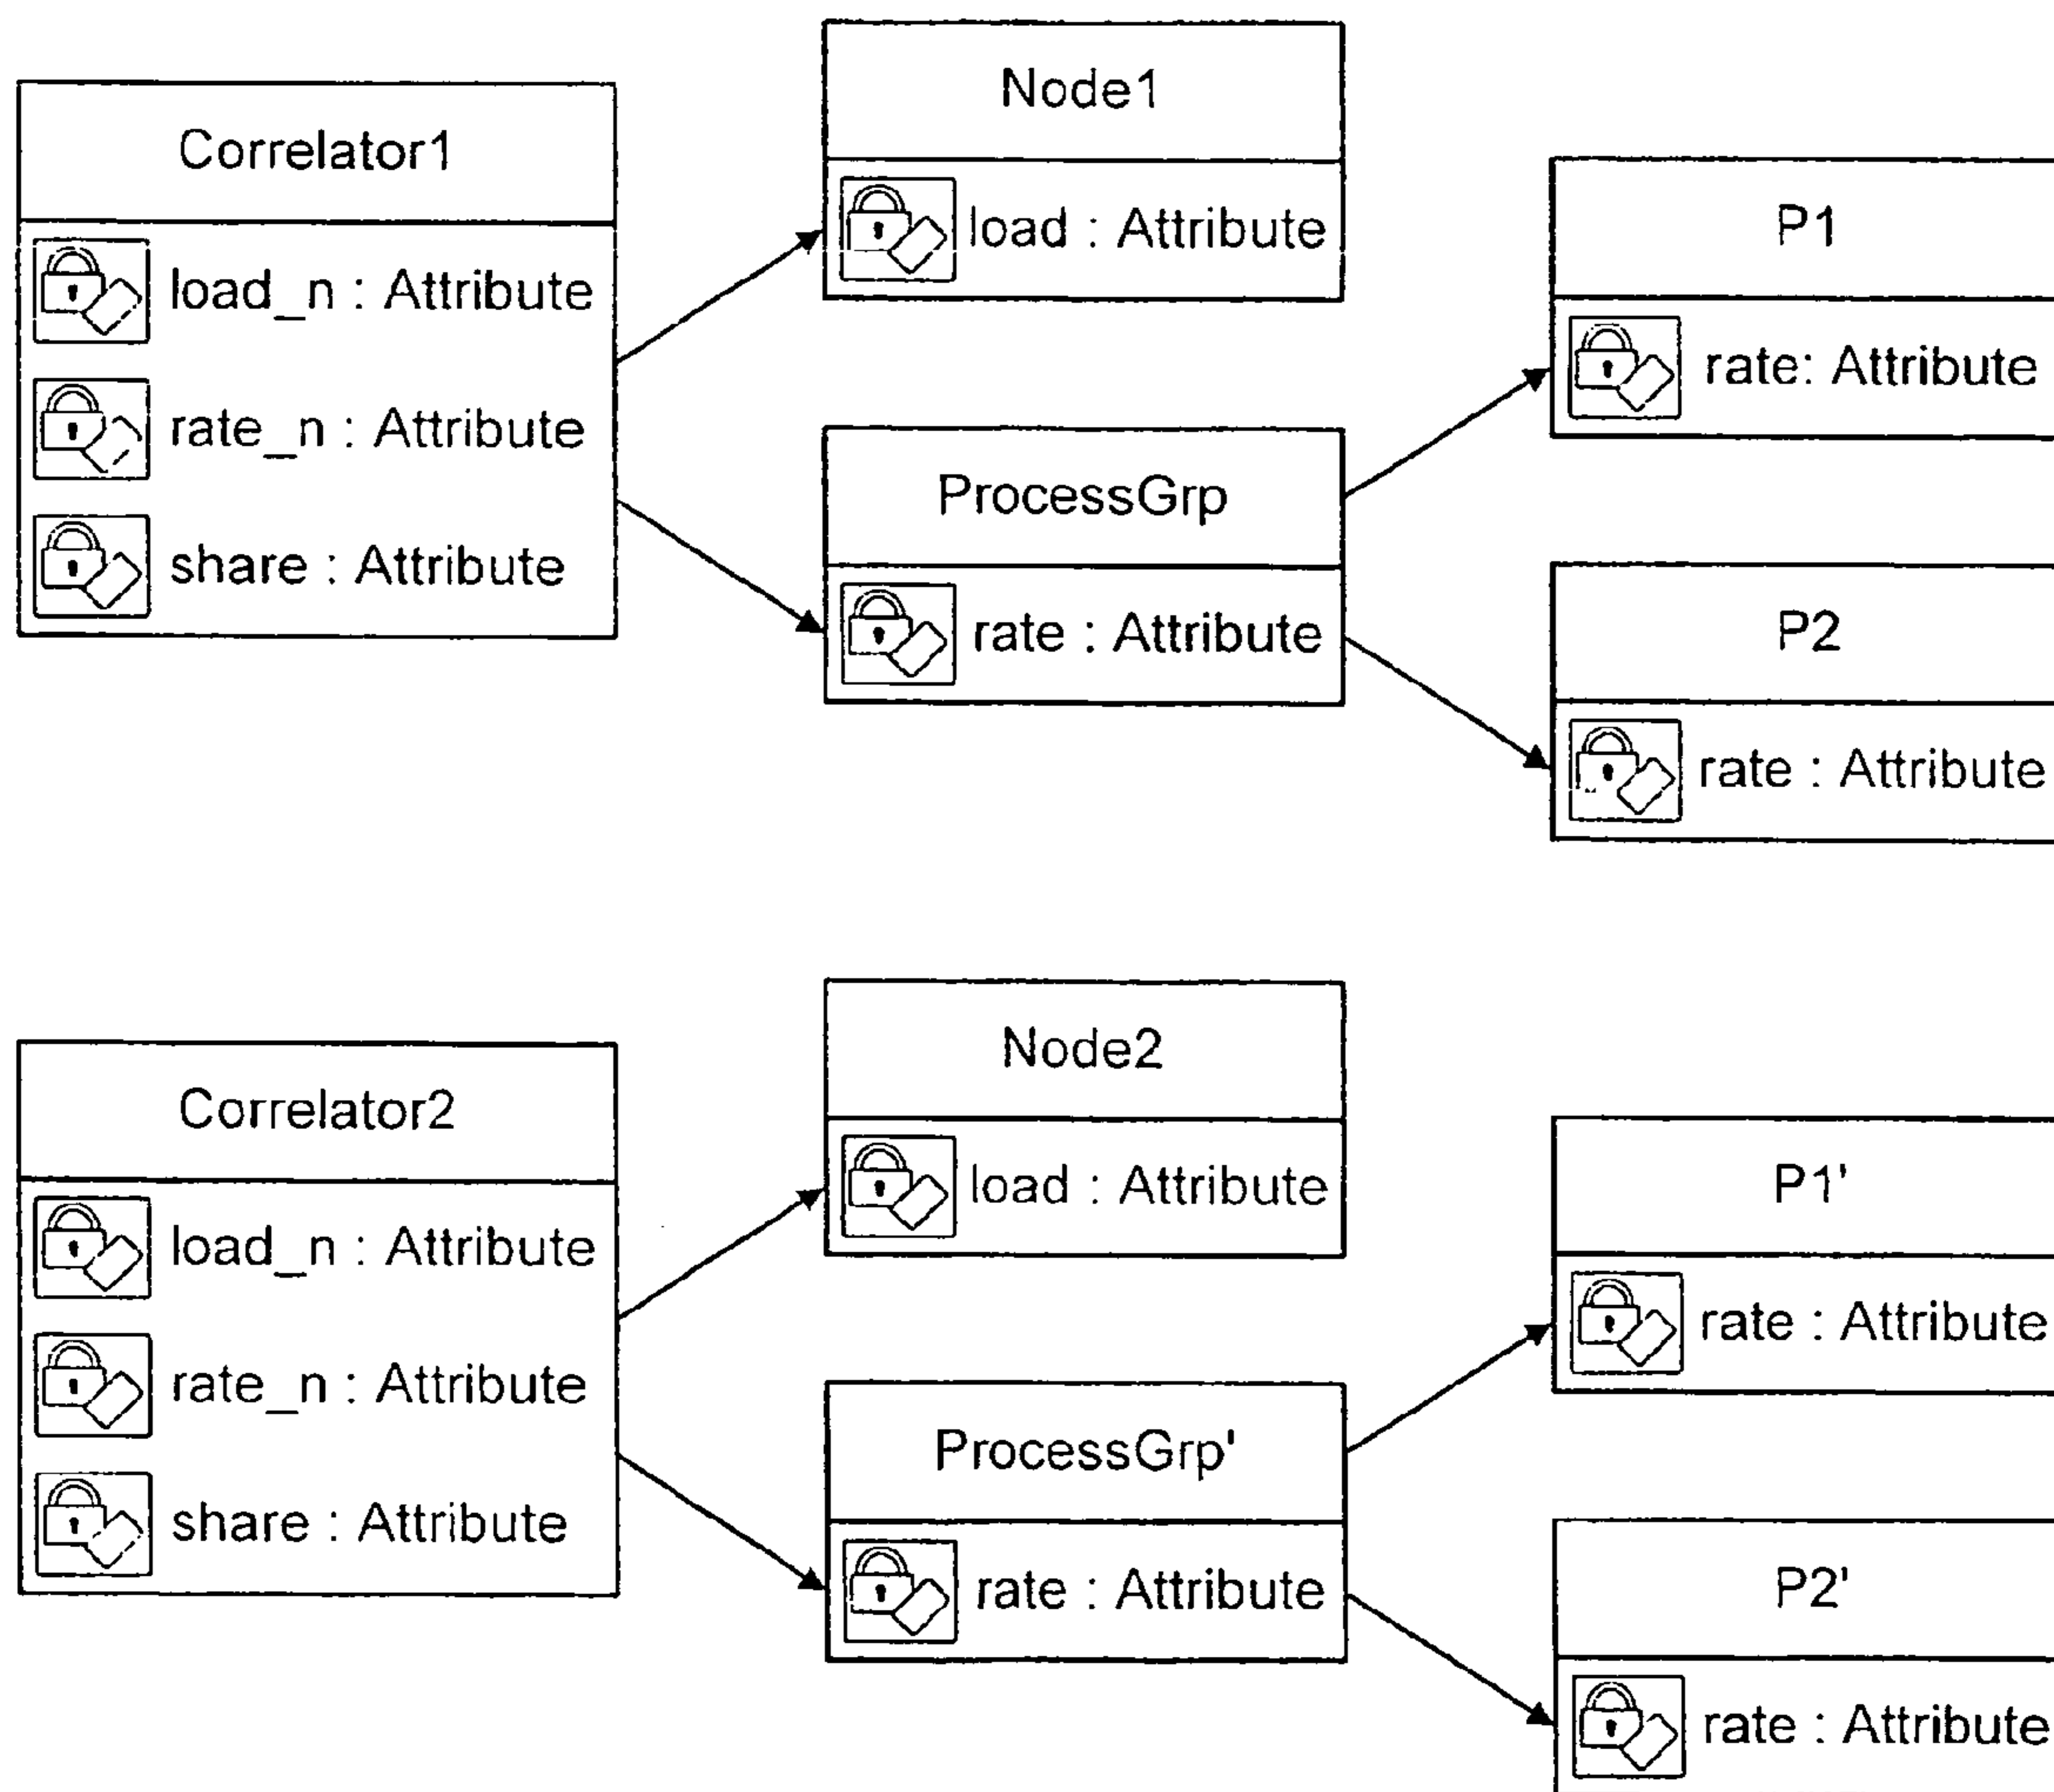 Correlator1
load_n : Attribute
rate_n : Attribute
share : Attribute
Node1
load : Attribute
ProcessGrp
rate : Attribute
P1
rate: Attribute
P2
rate : Attribute
Correlator2
load_n : Attribute
rate_n : Attribute
share : Attribute
Node2
load : Attribute
ProcessGrp'
rate : Attribute
P1'
rate : Attribute
P2'
rate : Attribute